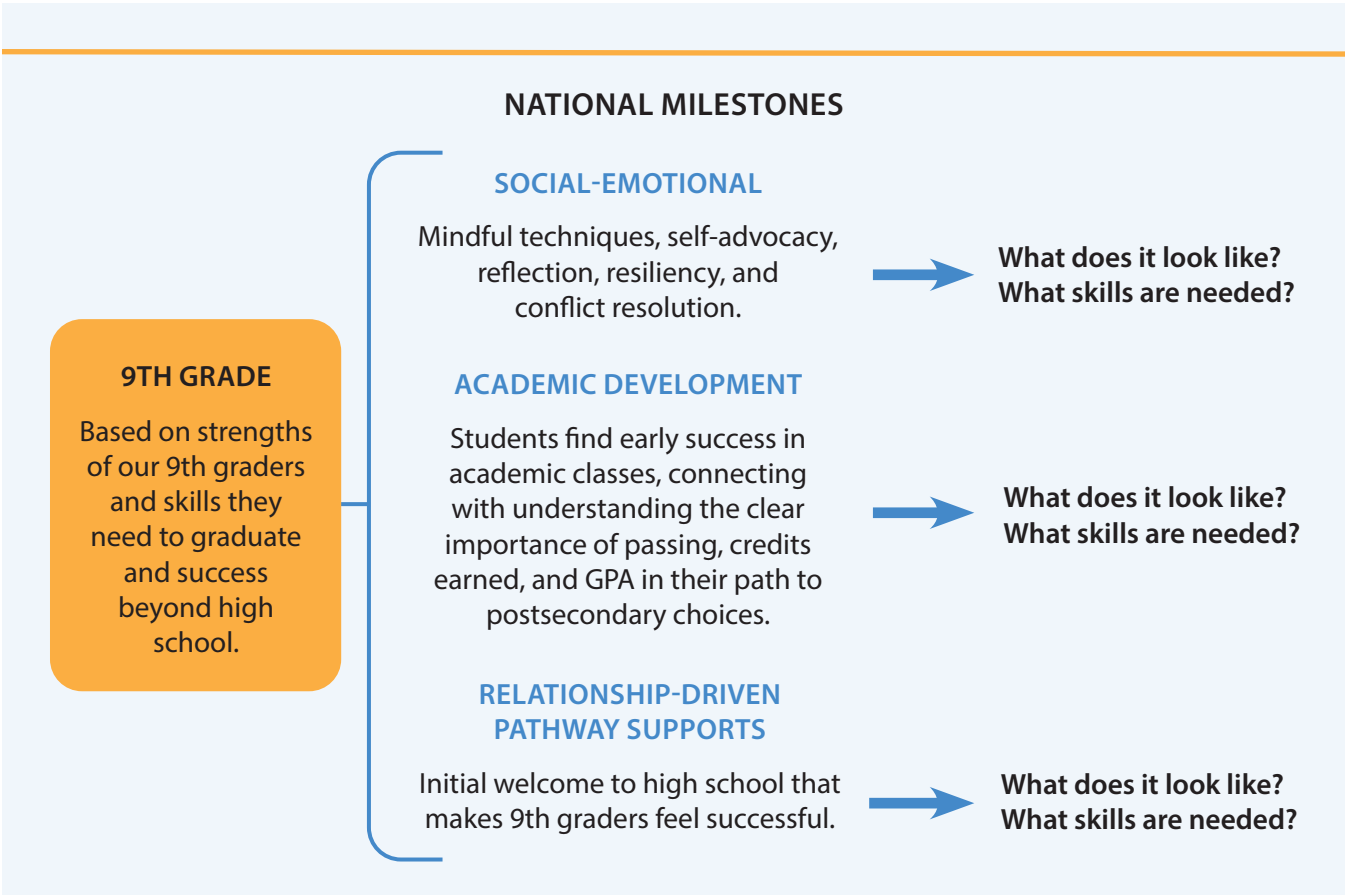 NATIONAL MILESTONES
9TH GRADE
Based on strengths
of our 9th graders
and skills they
need to graduate
and success
beyond high
school.
SOCIAL-EMOTIONAL
Mindful techniques, self-advocacy,
reflection, resiliency, and
conflict resolution.
What does it look like?
What skills are needed?
ACADEMIC DEVELOPMENT
Students find early success in
academic classes, connecting
with understanding the clear
importance of passing, credits
earned, and GPA in their path to
postsecondary choices.
What does it look like?
What skills are needed?
RELATIONSHIP-DRIVEN
PATHWAY SUPPORTS
Initial welcome to high school that
makes 9th graders feel successful.
What does it look like?
What skills are needed?